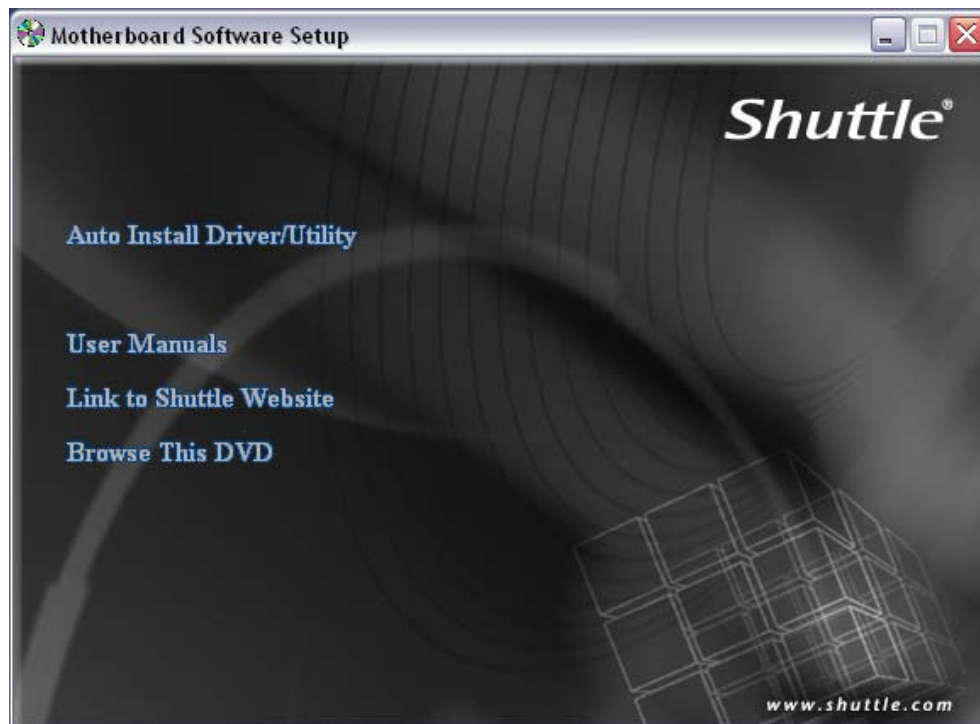 Motherboard Software Setup
Shuttle®
Auto Install Driver/Utility
User Manuals
Link to Shuttle Website
Browse This DVD
www.shuttle.com